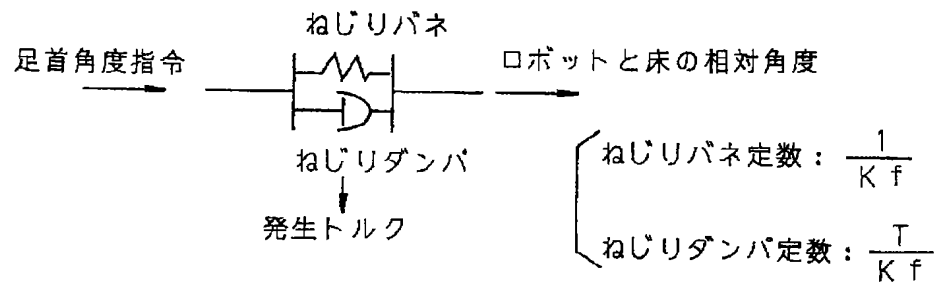 ねじりバネ
足首角度指令
ロボットと床の相対角度
ねじりダンパ
発生トルク
ねじりバネ定数： 1/Kf
ねじりダンパ定数： T/Kf